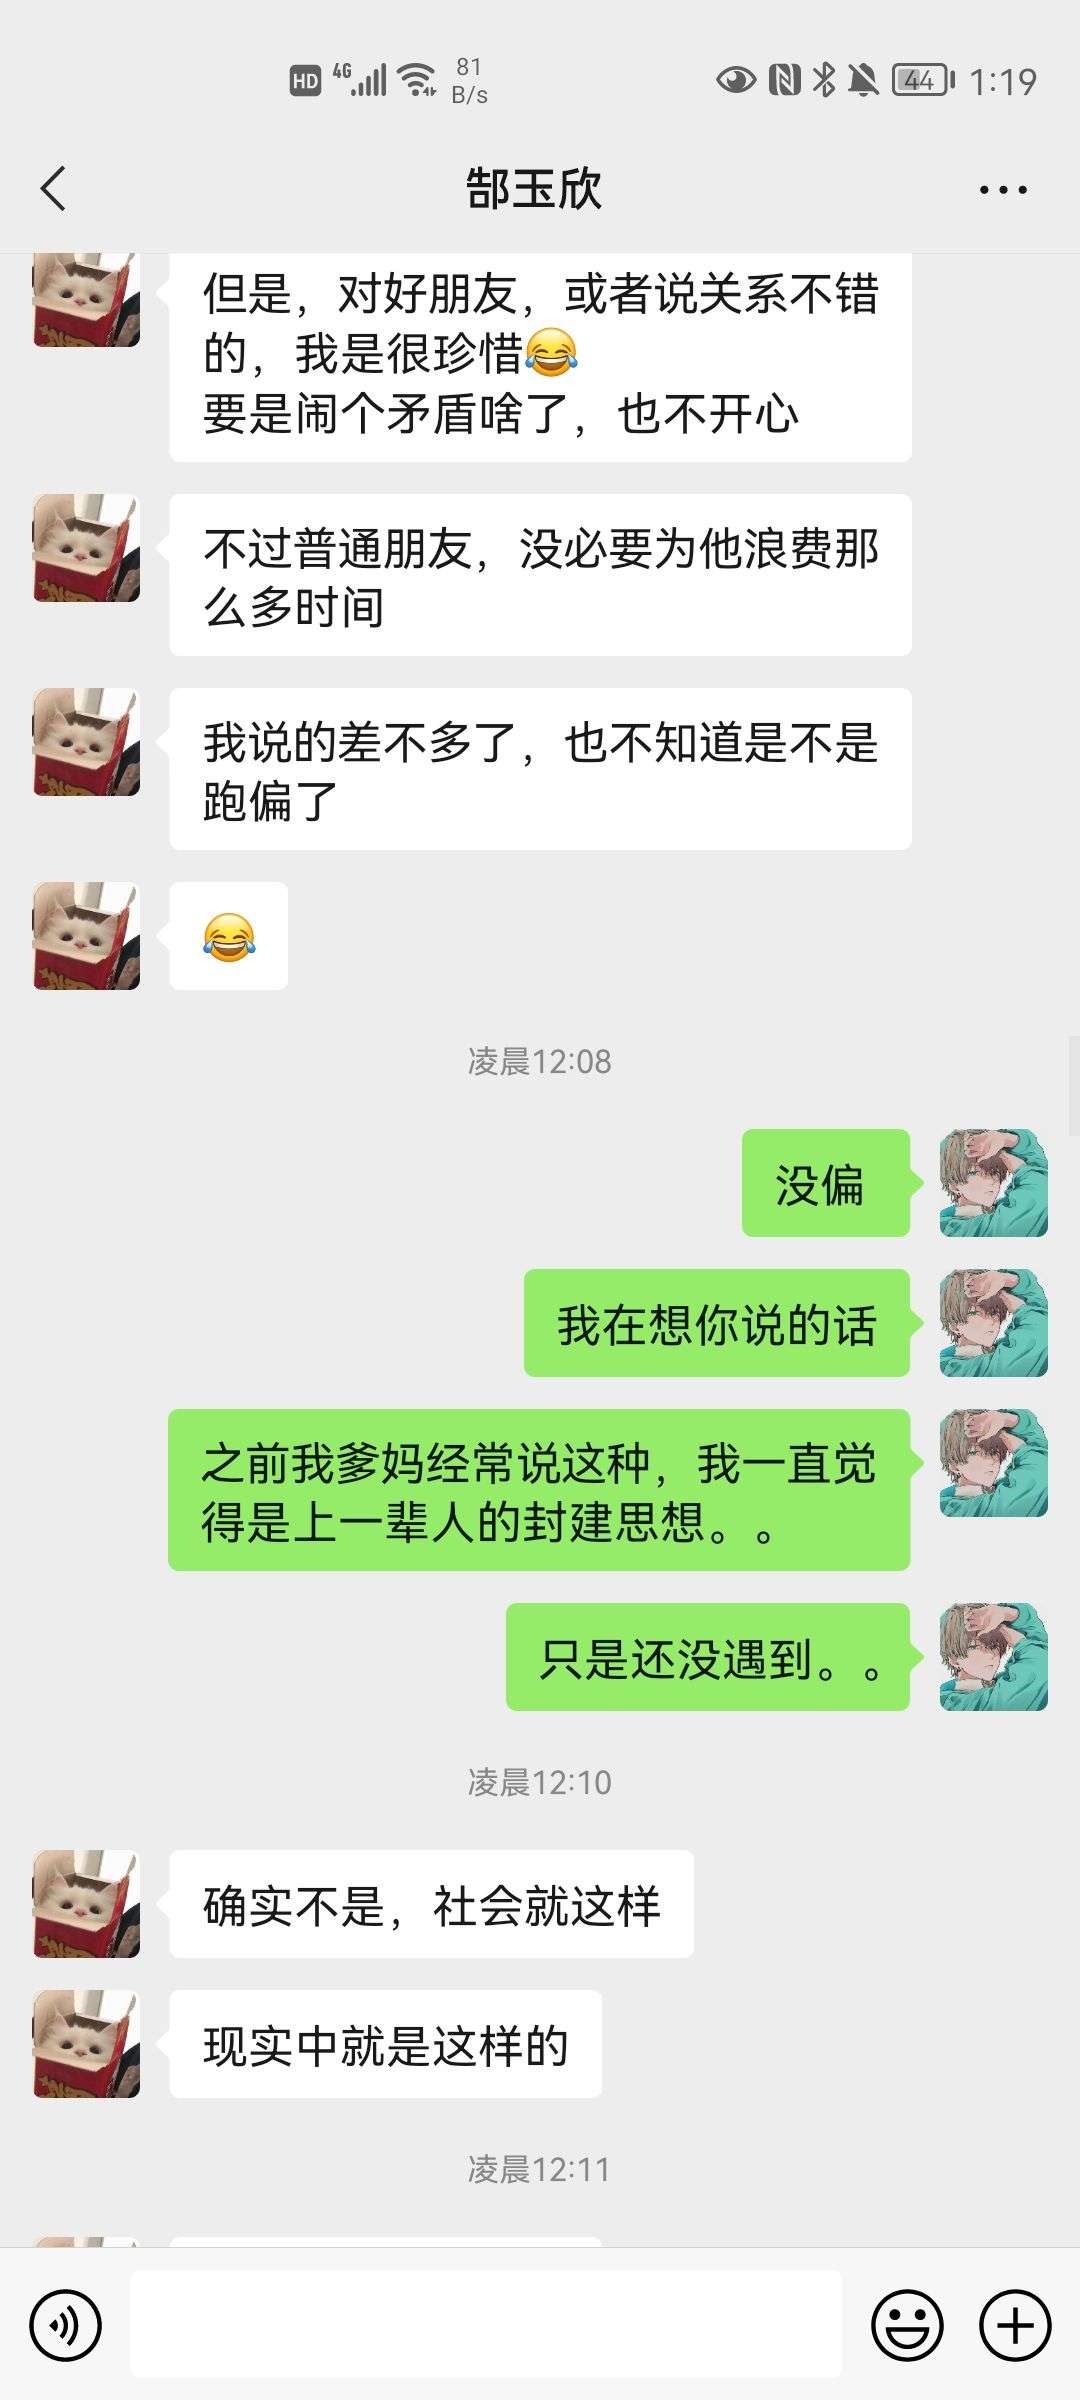 HD 4G 81 B/s 44 1:19
郜玉欣
但是，对好朋友，或者说关系不错
的，我是很珍惜😂
要是闹个矛盾啥了，也不开心
不过普通朋友，没必要为他浪费那
么多时间
我说的差不多了，也不知道是不是
跑偏了
😂
凌晨12:08
没偏
我在想你说的话
之前我爹妈经常说这种，我一直觉
得是上一辈人的封建思想。。
只是还没遇到。。
凌晨12:10
确实不是，社会就这样
现实中就是这样的
凌晨12:11